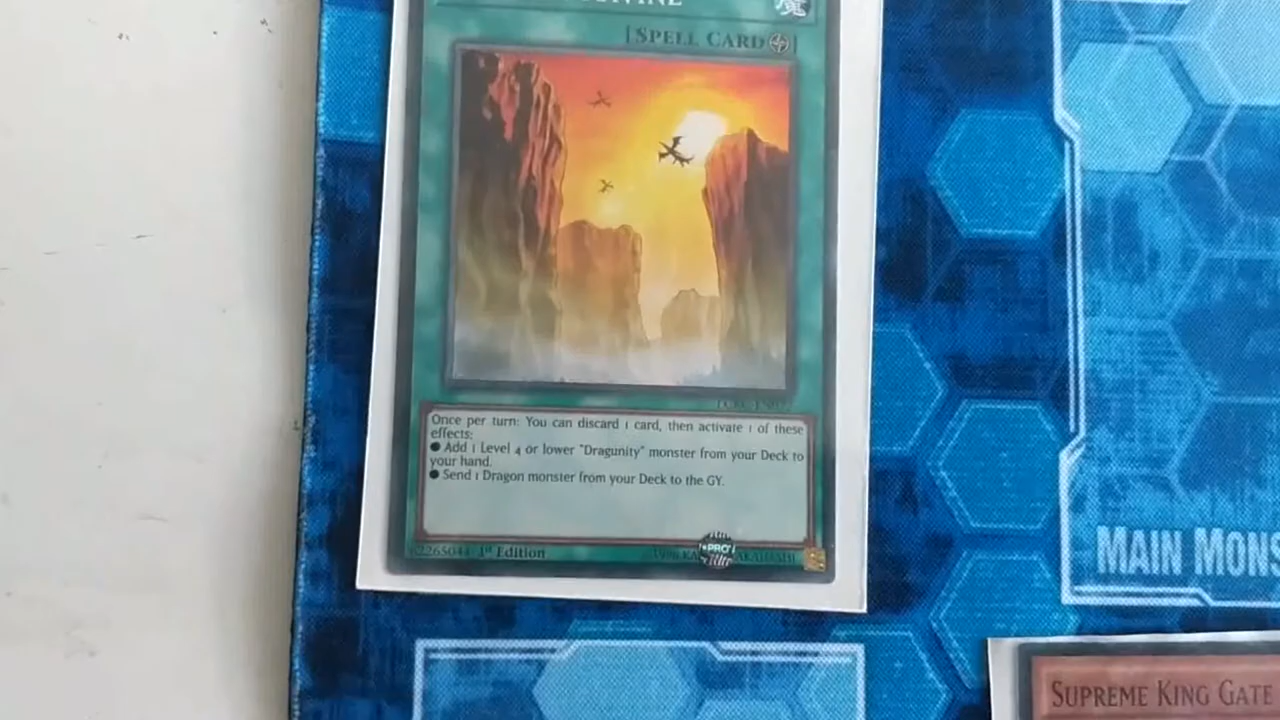 [SPELL CARD]
Once per turn: You can discard 1 card, then activate 1 of these
effects;
● Add 1 Level 4 or lower "Dragunity" monster from your Deck to
your hand.
● Send 1 Dragon monster from your Deck to the GY.
1st Edition
PRO
MAIN MONS
SUPREME KING GATE